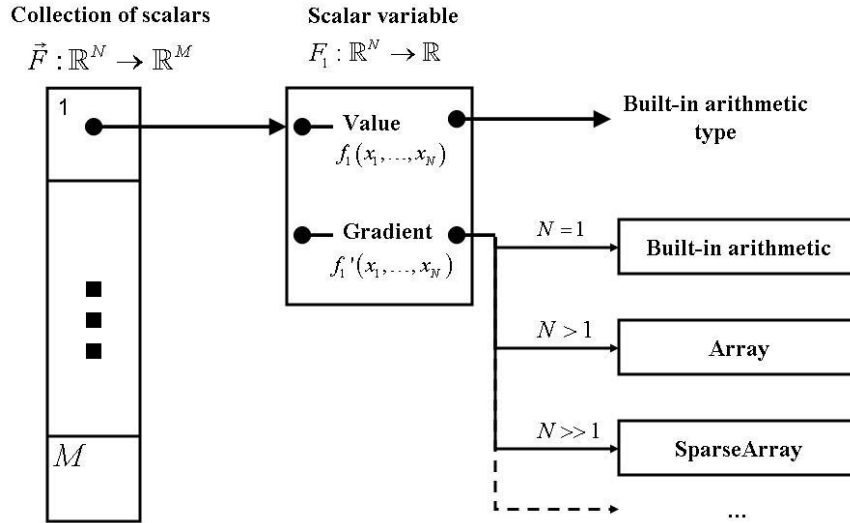 Collection of scalars
F⃗ : ℝ^N → ℝ^M
1
M
Scalar variable
F₁ : ℝ^N → ℝ
Value
f₁(x₁,...,x_N)
Gradient
f₁'(x₁,...,x_N)
Built-in arithmetic
type
N = 1
Built-in arithmetic
N > 1
Array
N >> 1
SparseArray
...